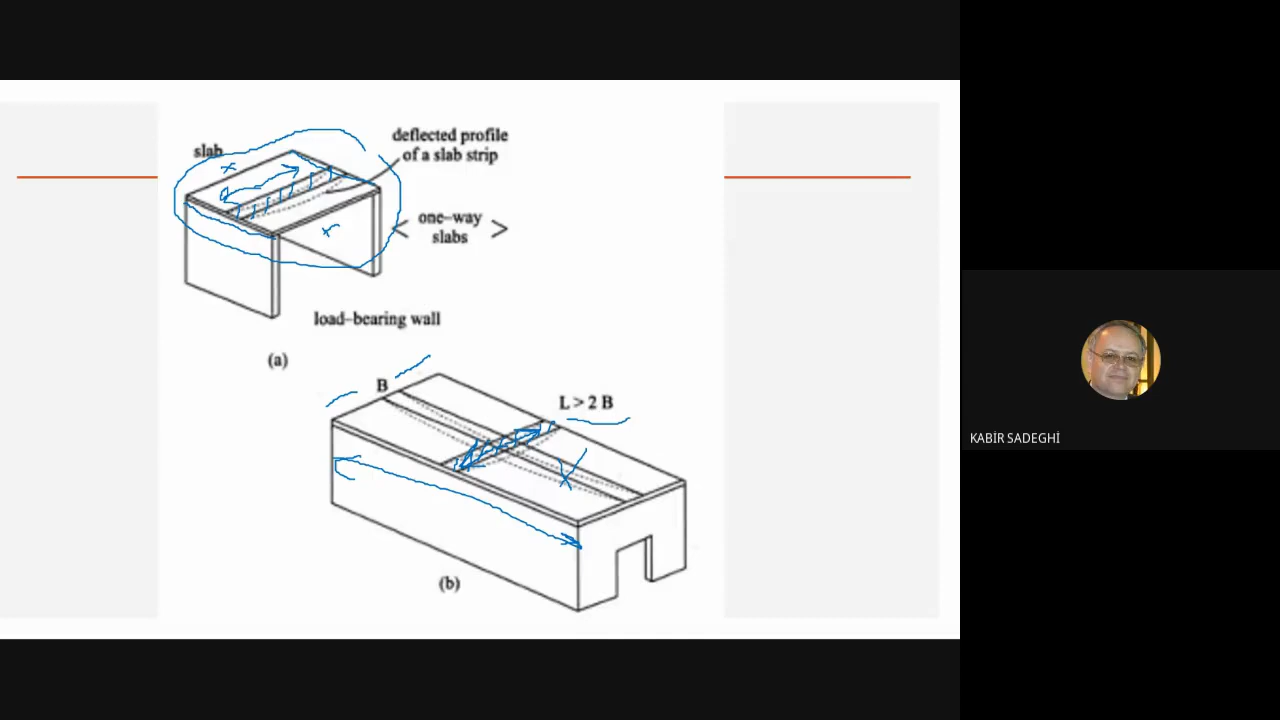 slab
deflected profile
of a slab strip
one–way
slabs
load–bearing wall
(a)
B
L > 2 B
(b)
KABİR SADEGHİ